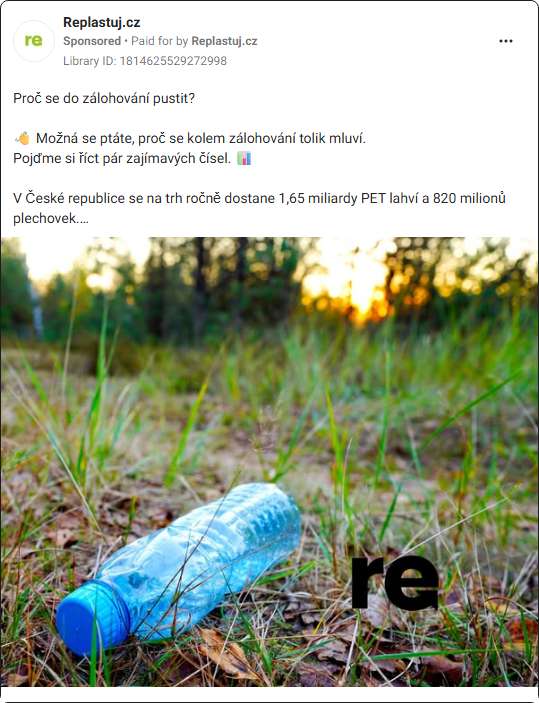 Replastuj.cz
re
Sponsored • Paid for by Replastuj.cz
Library ID: 1814625529272998
Proč se do zálohování pustit?
👋 Možná se ptáte, proč se kolem zálohování tolik mluví.
Pojďme si říct pár zajímavých čísel. 📊
V České republice se na trh ročně dostane 1,65 miliardy PET lahví a 820 milionů
plechovek....
re